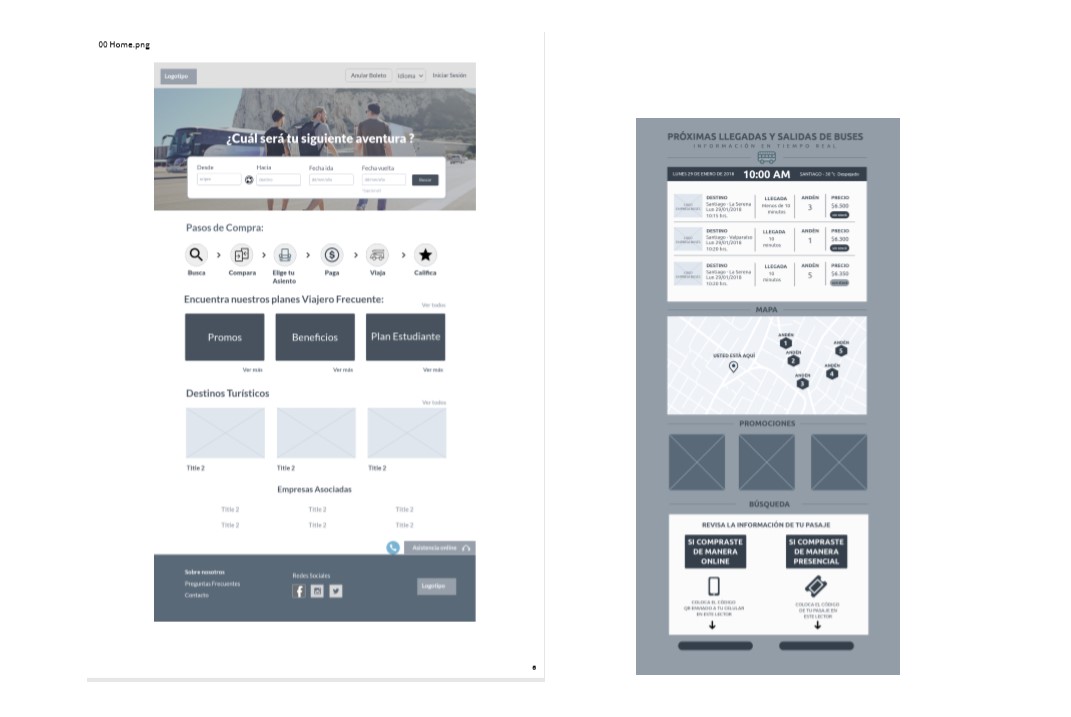 00 Home.png
Logotipo
Anular Boleto
Idioma
Iniciar Sesión
¿Cuál será tu siguiente aventura ?
Desde
Hacia
Fecha ida
Fecha vuelta
Buscar
Pasos de Compra:
Busca
Compara
Elige tu
Asiento
Paga
Viaja
Califica
Encuentra nuestros planes Viajero Frecuente:
Ver todos
Promos
Beneficios
Plan Estudiante
Ver más
Ver más
Ver más
Destinos Turísticos
Ver todos
Title 2
Title 2
Title 2
Empresas Asociadas
Title 2
Title 2
Title 2
Title 2
Title 2
Title 2
Asistencia online
Sobre nosotros
Preguntas Frecuentes
Contacto
Redes Sociales
Logotipo
6
PRÓXIMAS LLEGADAS Y SALIDAS DE BUSES
INFORMACIÓN EN TIEMPO REAL
LUNES 29 DE ENERO DE 2018
10:00 AM
SANTIAGO - 30 °c Despejado
DESTINO
Santiago - La Serena
Lun 29/01/2018
10:15 hrs.
LLEGADA
Menos de 10
minutos
ANDÉN
3
PRECIO
$6.300
DESTINO
Santiago - Valparaíso
Lun 29/01/2018
10:20 hrs.
LLEGADA
10
minutos
ANDÉN
1
PRECIO
$6.300
DESTINO
Santiago - La Serena
Lun 29/01/2018
10:20 hrs.
LLEGADA
10
minutos
ANDÉN
5
PRECIO
MAPA
USTED ESTÁ AQUÍ
ANDÉN
1
ANDÉN
2
ANDÉN
3
ANDÉN
4
ANDÉN
5
PROMOCIONES
BÚSQUEDA
REVISA LA INFORMACIÓN DE TU PASAJE
SI COMPRASTE
DE MANERA
ONLINE
COLOCA EL CÓDIGO
QR ENVIADO A TU CELULAR
EN ESTE LECTOR
SI COMPRASTE
DE MANERA
PRESENCIAL
COLOCA EL CÓDIGO
DE TU PASAJE EN
ESTE LECTOR